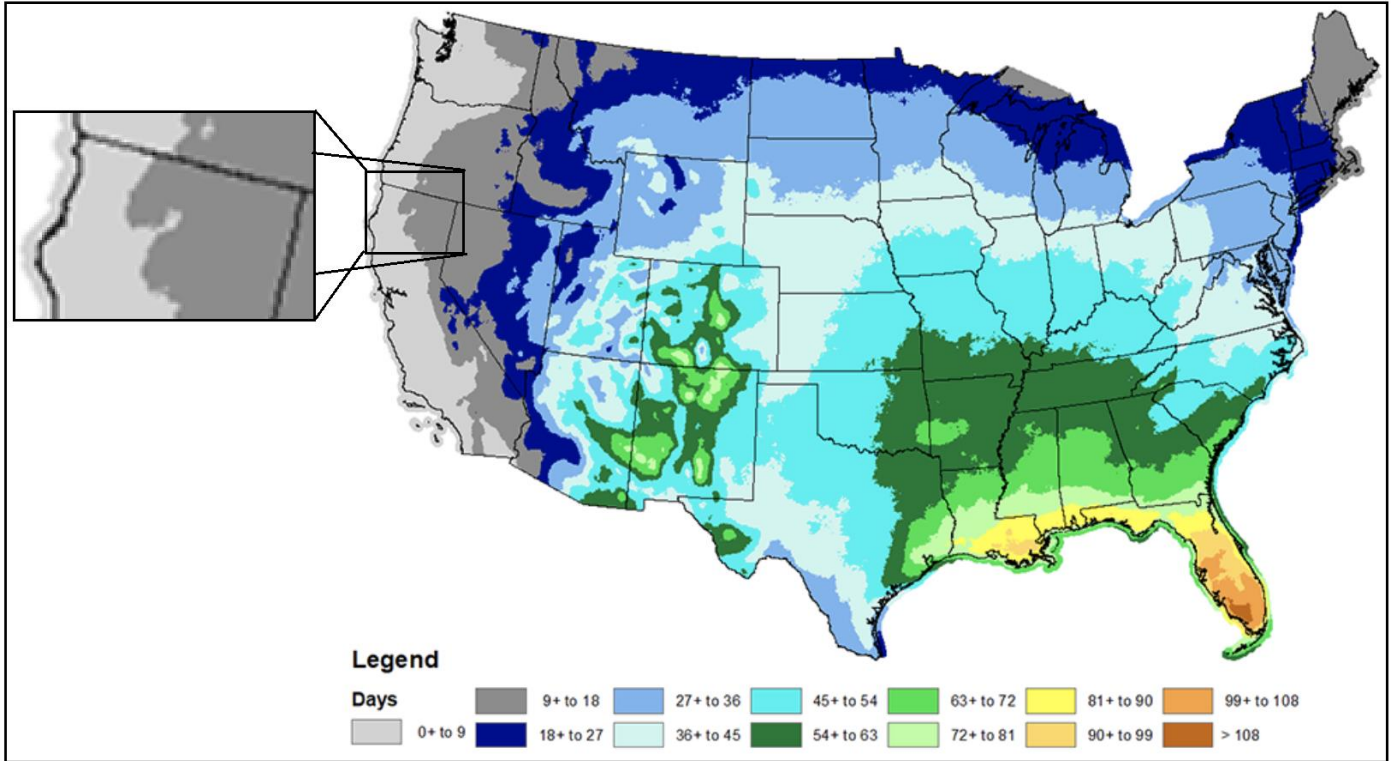 Legend
Days
9+ to 18
27+ to 36
45+ to 54
63+ to 72
81+ to 90
99+ to 108
0+ to 9
18+ to 27
36+ to 45
54+ to 63
72+ to 81
90+ to 99
> 108